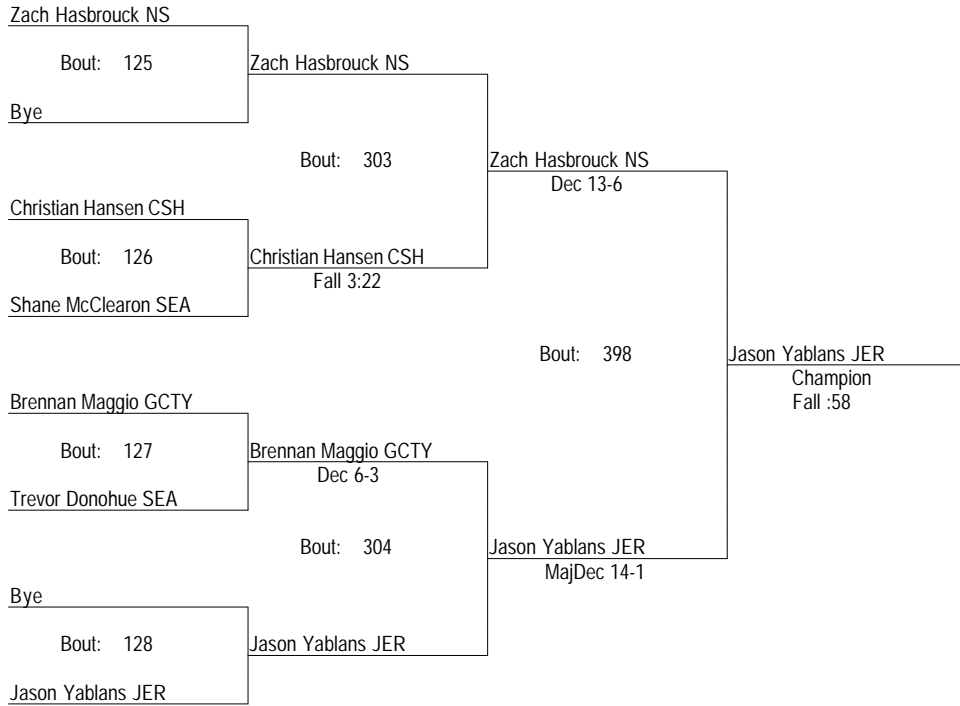 Zach Hasbrouck NS
Bout: 125
Zach Hasbrouck NS
Bye
Bout: 303
Zach Hasbrouck NS
Dec 13-6
Christian Hansen CSH
Bout: 126
Christian Hansen CSH
Fall 3:22
Shane McClearon SEA
Bout: 398
Jason Yablans JER
Champion
Fall :58
Brennan Maggio GCTY
Bout: 127
Brennan Maggio GCTY
Dec 6-3
Trevor Donohue SEA
Bout: 304
Jason Yablans JER
MajDec 14-1
Bye
Bout: 128
Jason Yablans JER
Jason Yablans JER